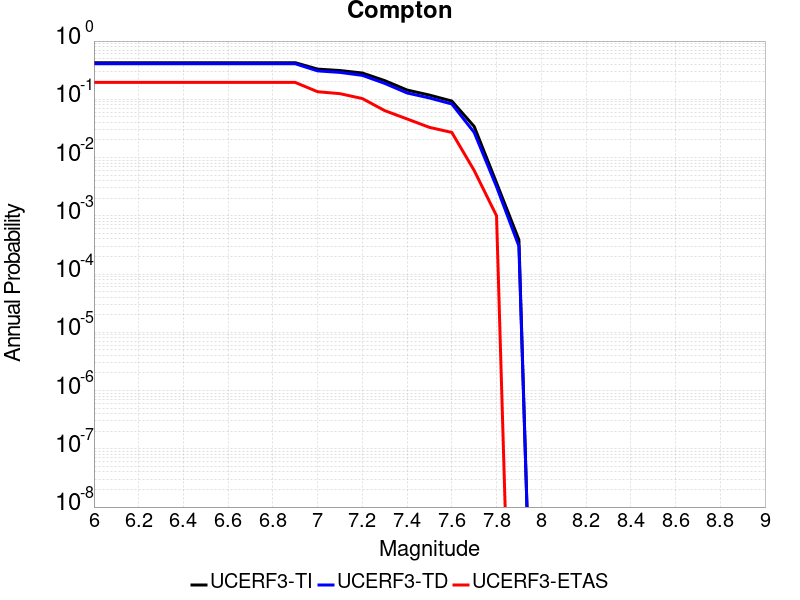 Compton
10^0
10^-1
10^-2
10^-3
10^-4
10^-5
10^-6
10^-7
10^-8
Annual Probability
6 6.2 6.4 6.6 6.8 7 7.2 7.4 7.6 7.8 8 8.2 8.4 8.6 8.8 9
Magnitude
UCERF3-TI UCERF3-TD UCERF3-ETAS